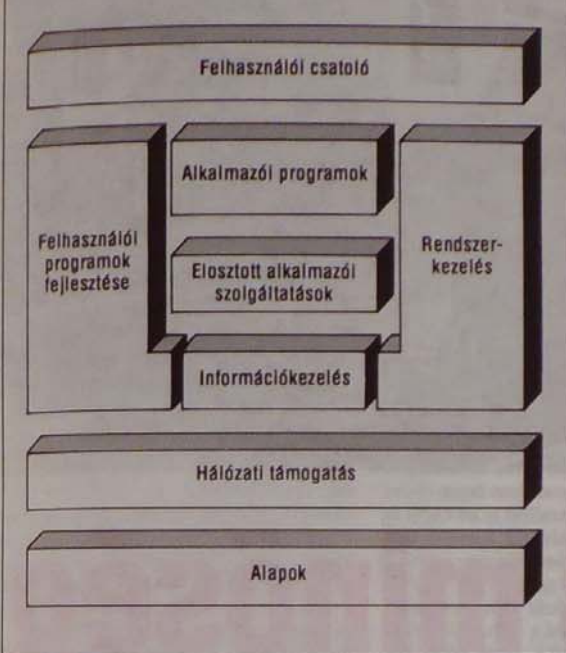 Felhasználói csatoló
Alkalmazói programok
Felhasználói
programok
fejlesztése
Elosztott alkalmazói
szolgáltatások
Rendszer-
kezelés
Információkezelés
Hálózati támogatás
Alapok